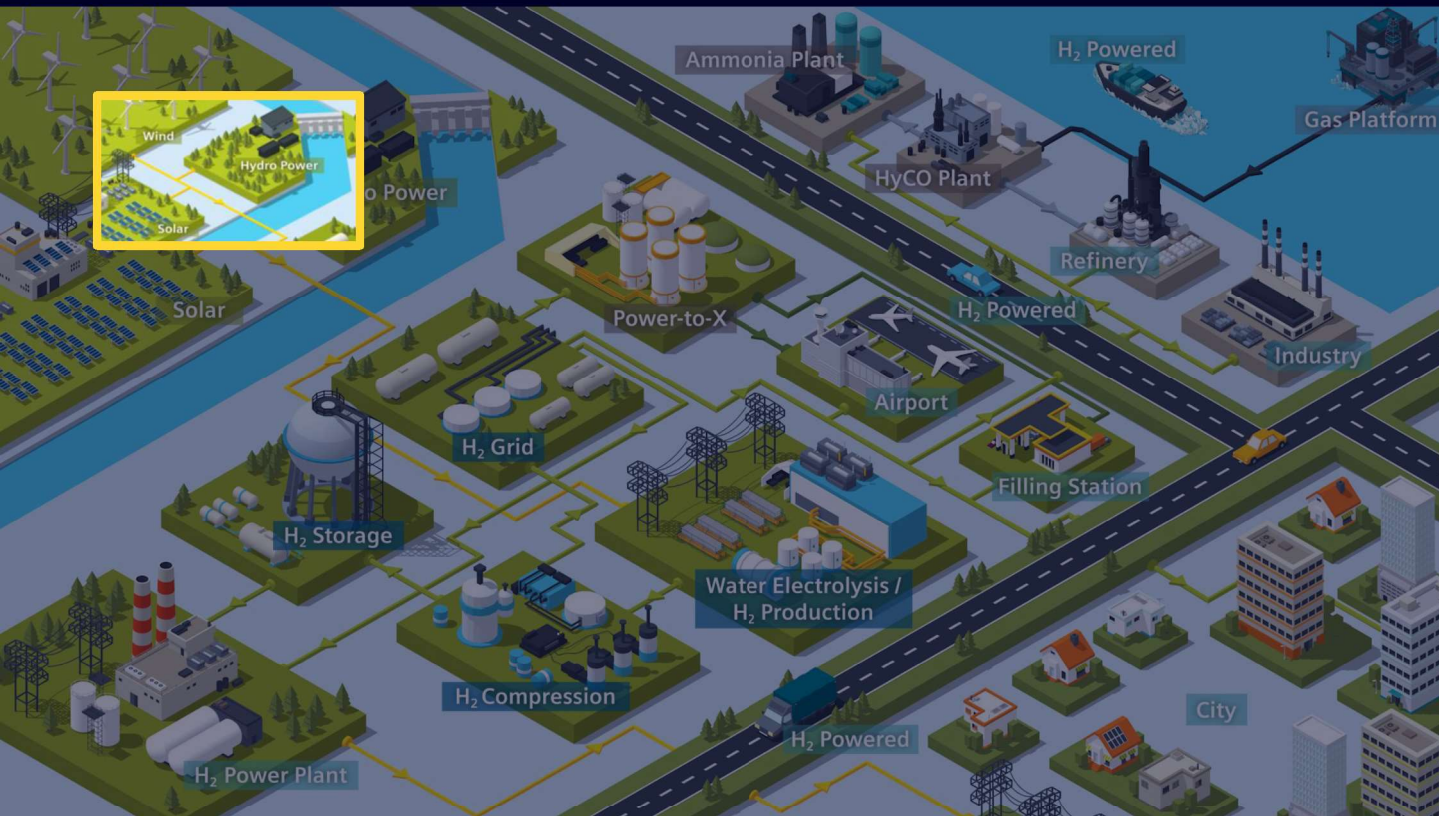 Ammonia Plant
H₂ Powered
Gas Platform
Wind
Hydro Power
o Power
HyCO Plant
Solar
Refinery
Solar
Power-to-X
H₂ Powered
Industry
Airport
H₂ Grid
Filling Station
H₂ Storage
Water Electrolysis /
H₂ Production
H₂ Compression
City
H₂ Powered
H₂ Power Plant